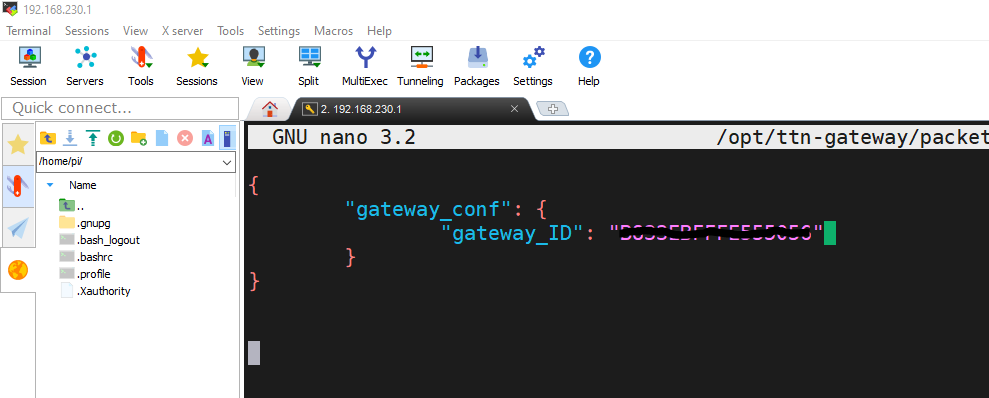 192.168.230.1
Terminal Sessions View X server Tools Settings Macros Help
Session Servers Tools Sessions View Split MultiExec Tunneling Packages Settings Help
Quick connect...
2. 192.168.230.1
GNU nano 3.2 /opt/ttn-gateway/packet
/home/pi/
Name
..
.gnupg
.bash_logout
.bashrc
.profile
.Xauthority
{
"gateway_conf": {
"gateway_ID": "
}
}